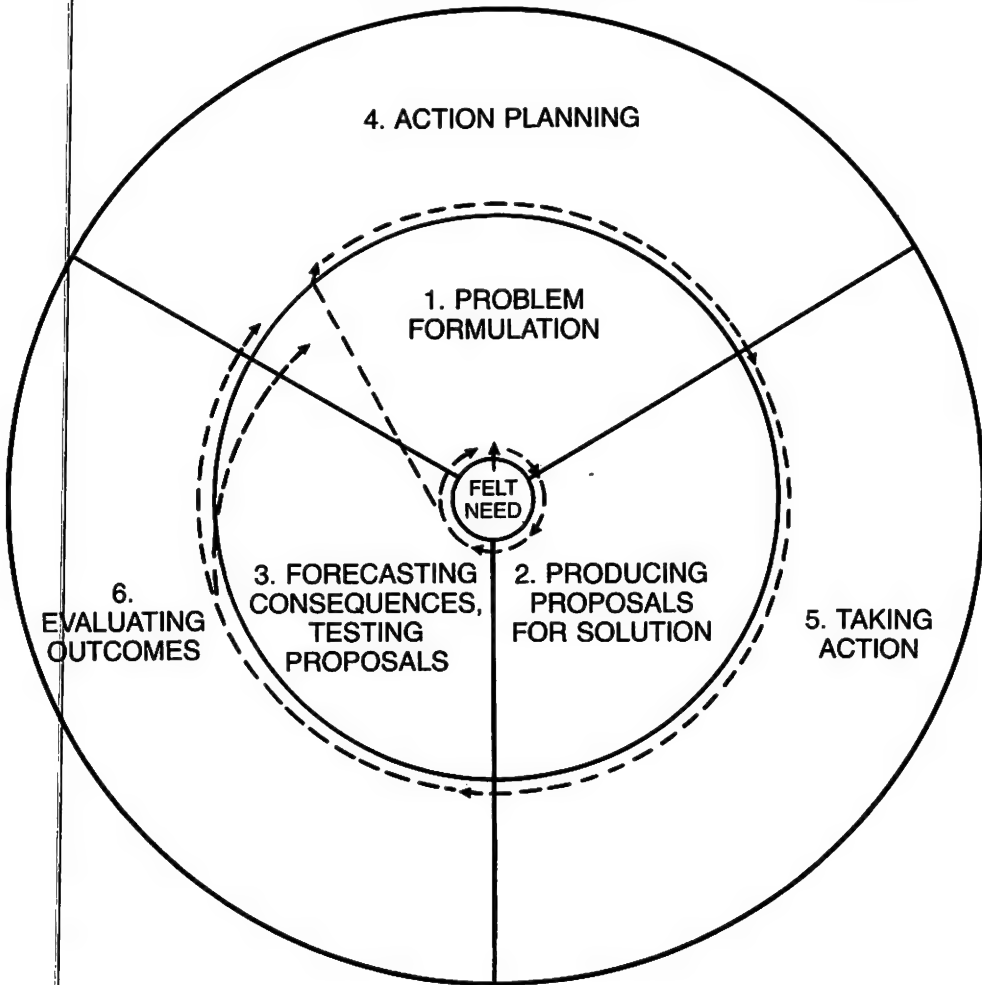 4. ACTION PLANNING
1. PROBLEM
FORMULATION
FELT
NEED
3. FORECASTING
CONSEQUENCES,
TESTING
PROPOSALS
2. PRODUCING
PROPOSALS
FOR SOLUTION
6.
EVALUATING
OUTCOMES
5. TAKING
ACTION